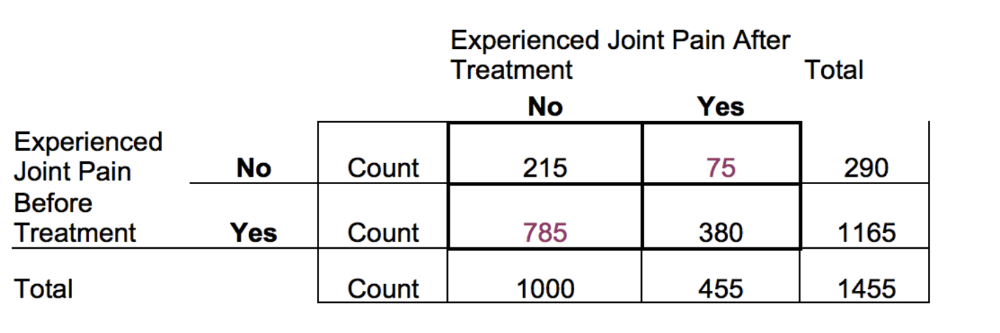 Experienced Joint Pain After
Treatment Total
No Yes
Experienced
Joint Pain No Count 215 75 290
Before
Treatment Yes Count 785 380 1165
Total Count 1000 455 1455